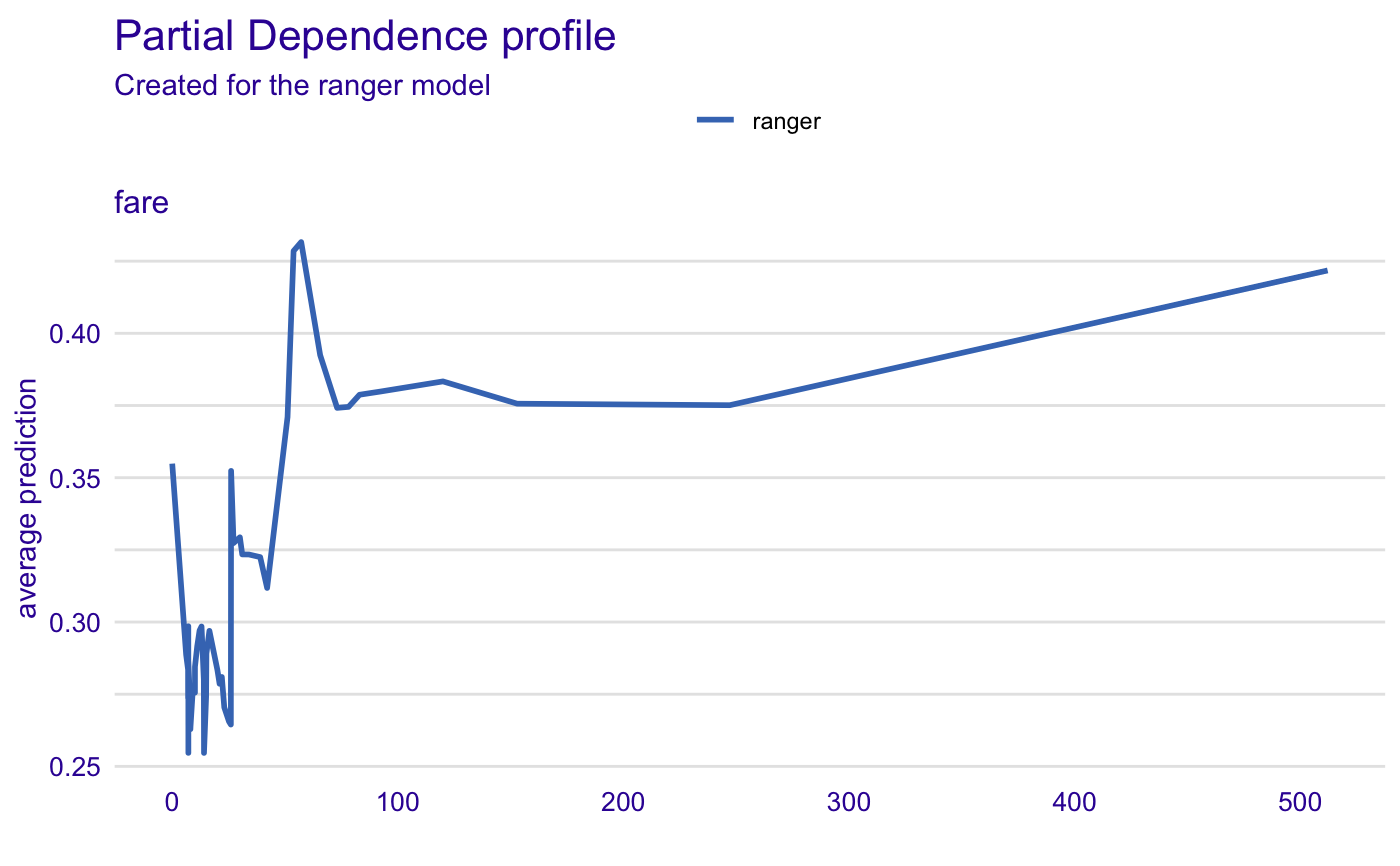 Partial Dependence profile
Created for the ranger model
ranger
fare
average prediction
0.40
0.35
0.30
0.25
0 100 200 300 400 500